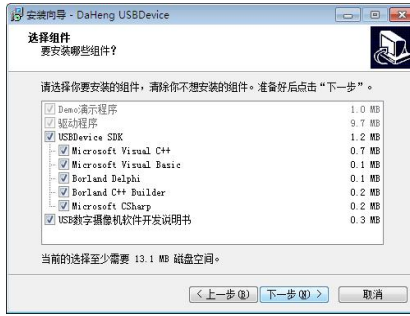 安装向导 - DaHeng USBDevice
选择组件
要安装哪些组件？
请选择你要安装的组件，清除你不想安装的组件。准备好后点击“下一步”。
Demo演示程序 1.0 MB
驱动程序 9.7 MB
USBDevice SDK 1.2 MB
Microsoft Visual C++ 0.7 MB
Microsoft Visual Basic 0.1 MB
Borland Delphi 0.1 MB
Borland C++ Builder 0.2 MB
Microsoft CSharp 0.2 MB
USB数字摄像机软件开发说明书 0.3 MB
当前的选择至少需要 13.1 MB 磁盘空间。
< 上一步(B) 下一步(N) > 取消